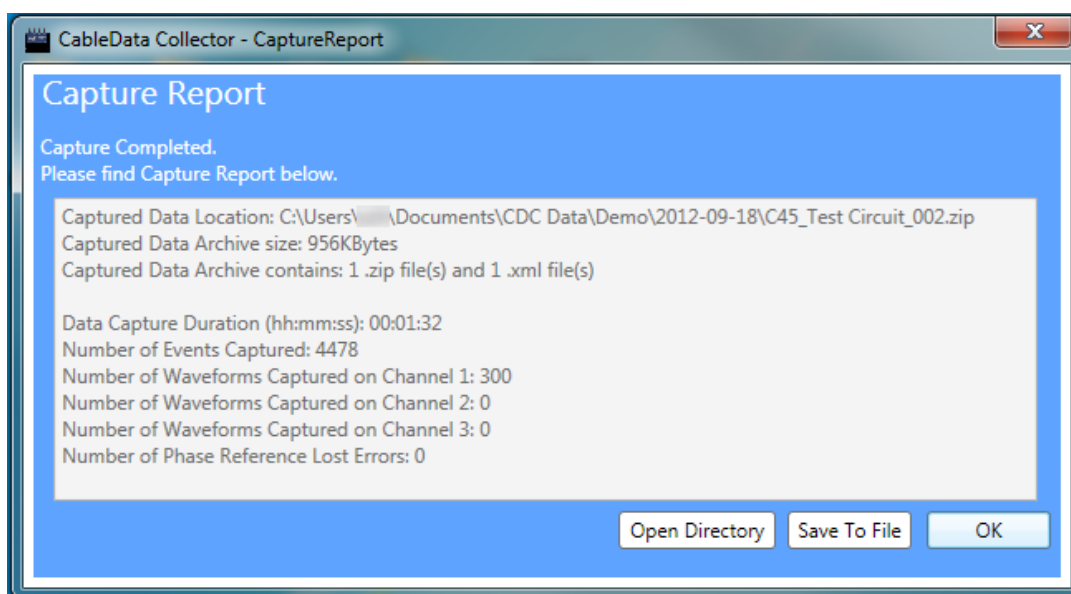 CableData Collector - CaptureReport
Capture Report
Capture Completed.
Please find Capture Report below.
Captured Data Location: C:\Users\ \Documents\CDC Data\Demo\2012-09-18\C45_Test Circuit_002.zip
Captured Data Archive size: 956KBytes
Captured Data Archive contains: 1 .zip file(s) and 1 .xml file(s)
Data Capture Duration (hh:mm:ss): 00:01:32
Number of Events Captured: 4478
Number of Waveforms Captured on Channel 1: 300
Number of Waveforms Captured on Channel 2: 0
Number of Waveforms Captured on Channel 3: 0
Number of Phase Reference Lost Errors: 0
Open Directory Save To File OK